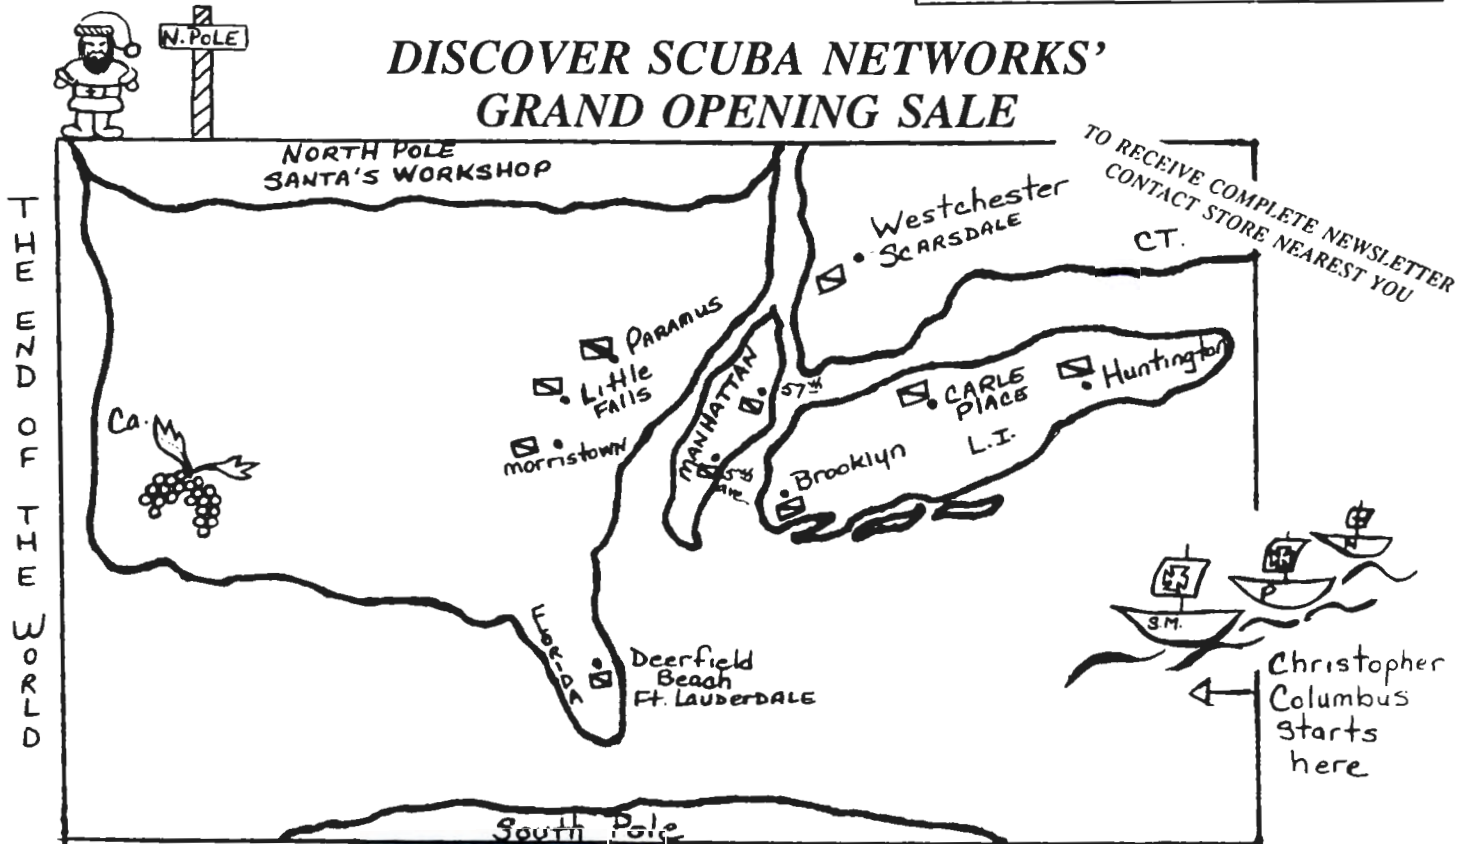 N. POLE
DISCOVER SCUBA NETWORKS'
GRAND OPENING SALE
TO RECEIVE COMPLETE NEWSLETTER
CONTACT STORE NEAREST YOU
NORTH POLE
SANTA'S WORKSHOP
THE END OF THE WORLD
Westchester
SCARSDALE
CT.
PARAMUS
Little
Falls
morristown
MANHATTAN
57th
5th
ave
CARLE
PLACE
Huntington
L.I.
Brooklyn
Ca.
FLORIDA
Deerfield
Beach
Ft. LAUDERDALE
N
P
S.M.
Christopher
Columbus
starts
here
South Pole